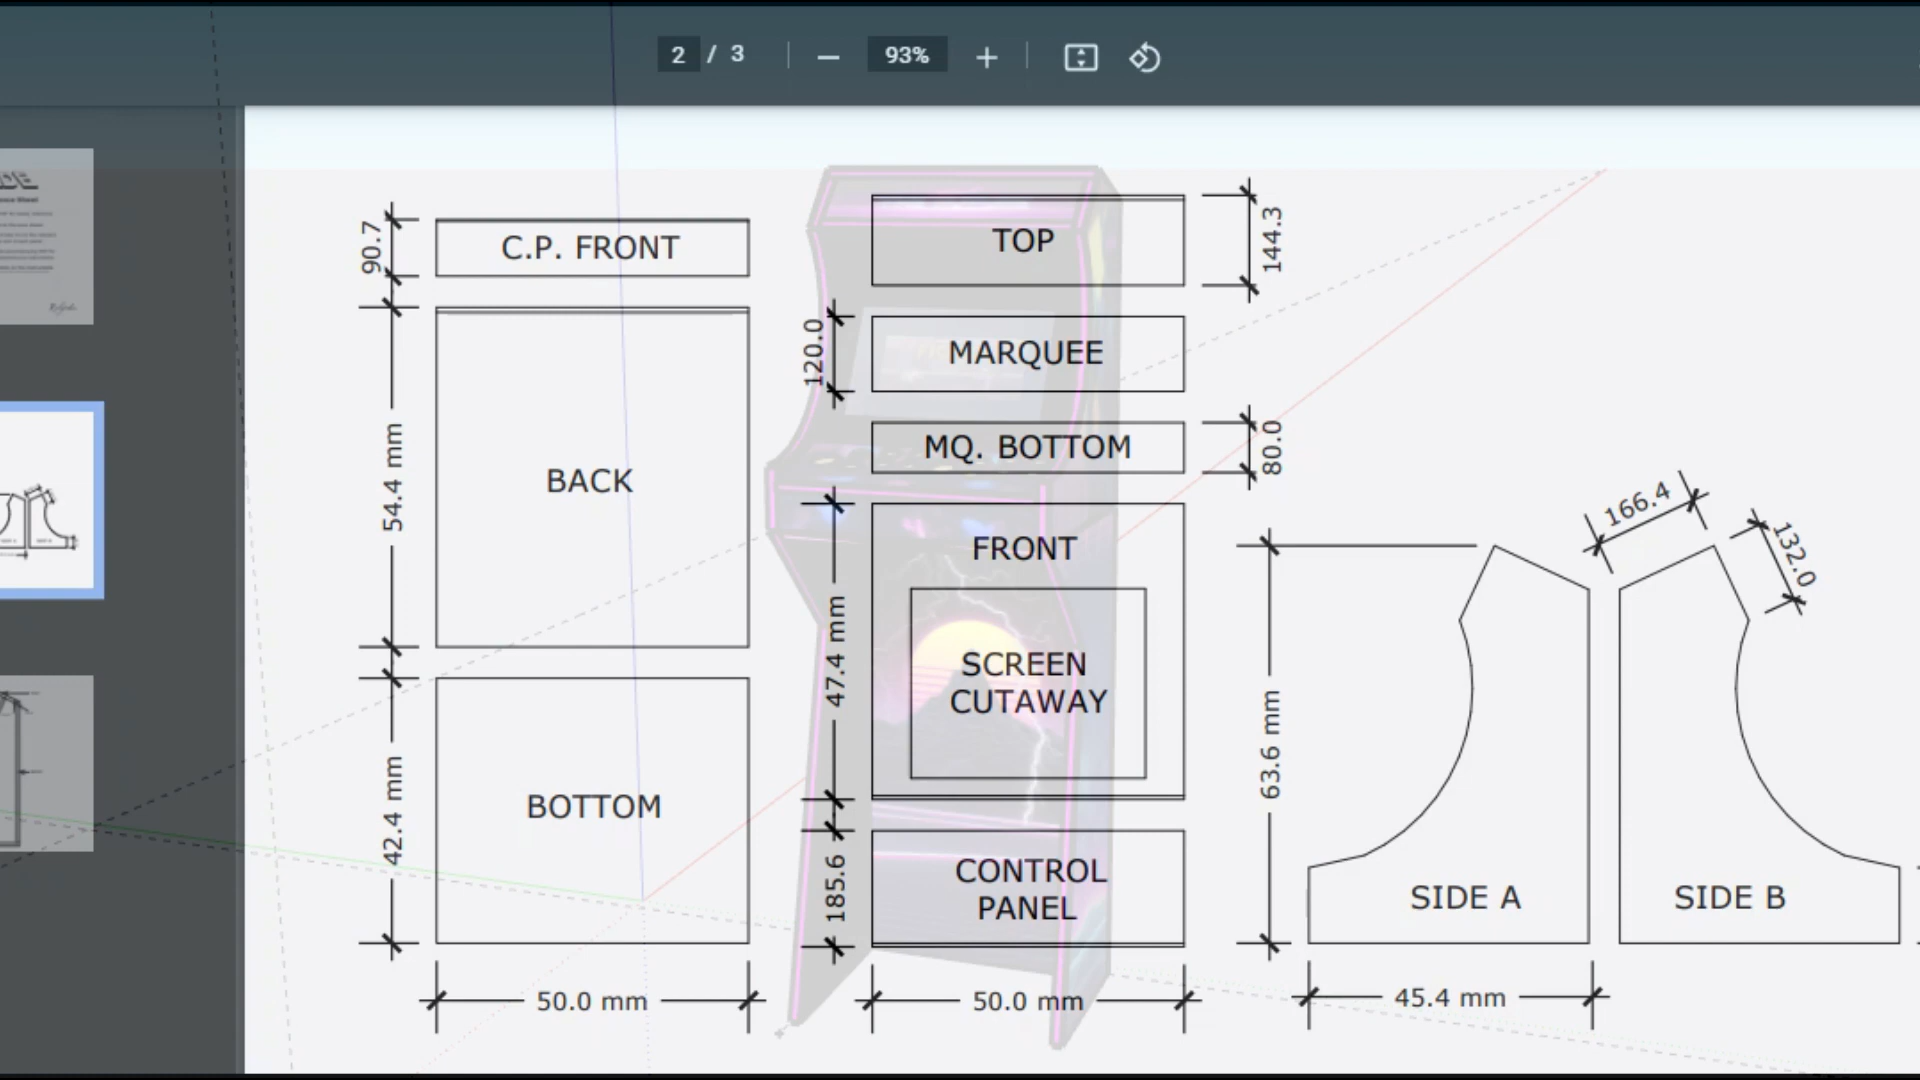 2 / 3
93%
90.7
C.P. FRONT
54.4 mm
BACK
42.4 mm
BOTTOM
50.0 mm
TOP
144.3
120.0
MARQUEE
MQ. BOTTOM
80.0
47.4 mm
FRONT
SCREEN
CUTAWAY
185.6
CONTROL
PANEL
50.0 mm
166.4
132.0
63.6 mm
SIDE A
SIDE B
45.4 mm